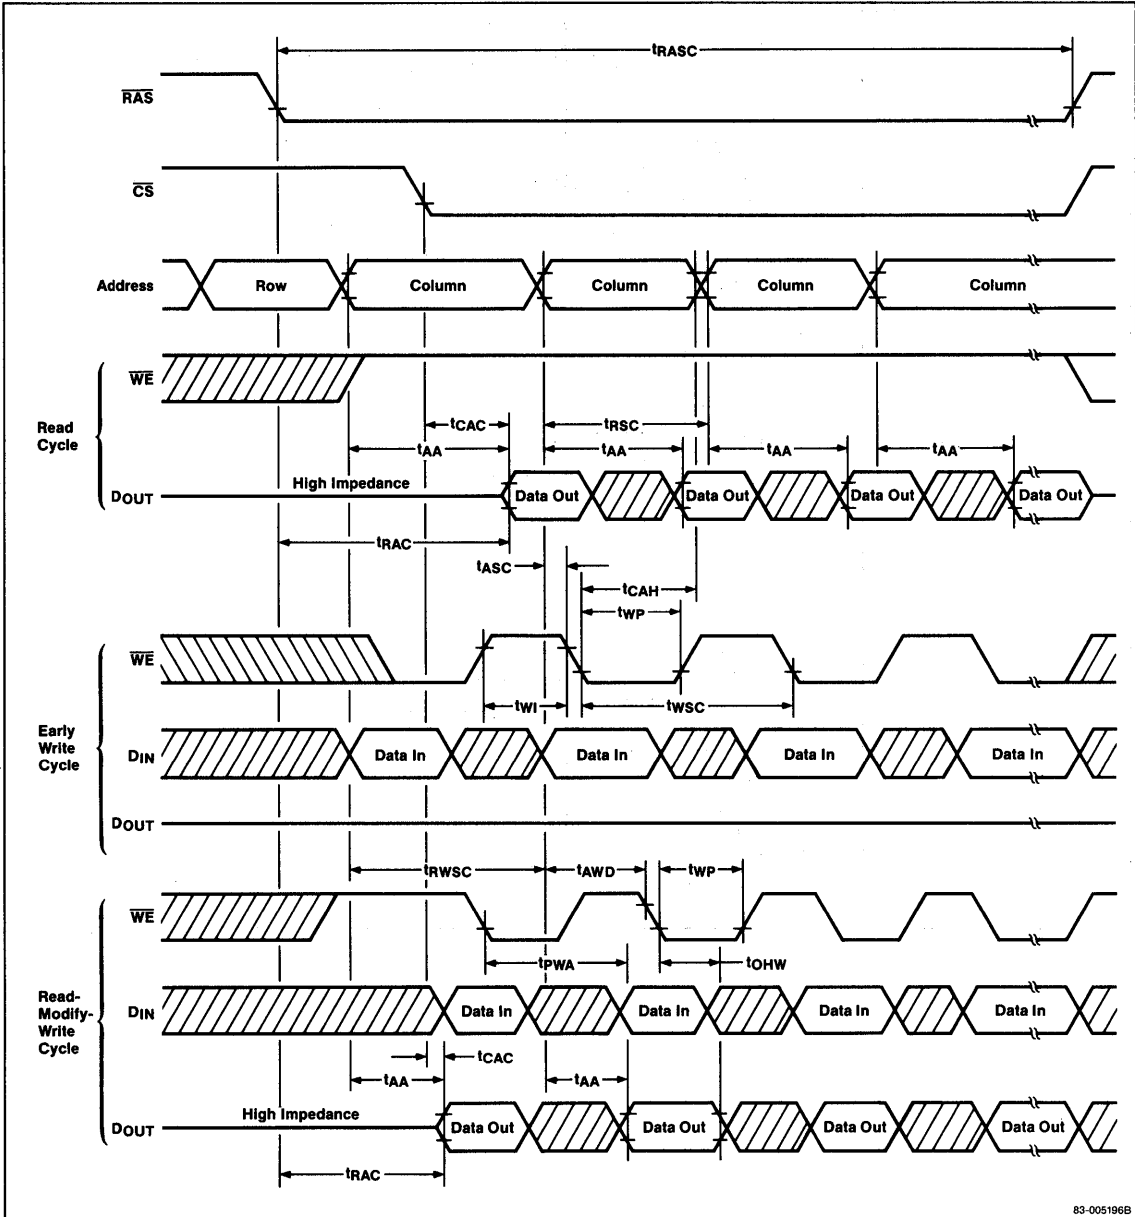 tRASC
RAS
CS
Address Row Column Column Column Column
WE
Read
Cycle
tCAC tRSC
tAA tAA tAA tAA
High Impedance
DOUT Data Out Data Out Data Out Data Out
tRAC
tASC
tCAH
tWP
WE
tWI tWSC
Early
Write
Cycle
DIN Data In Data In Data In Data In
DOUT
tRWSC tAWD tWP
WE
tPWA tOHW
Read-
Modify-
Write
Cycle
DIN Data In Data In Data In Data In
tCAC
tAA tAA
High Impedance
DOUT Data Out Data Out Data Out Data Out
tRAC
83-005196B